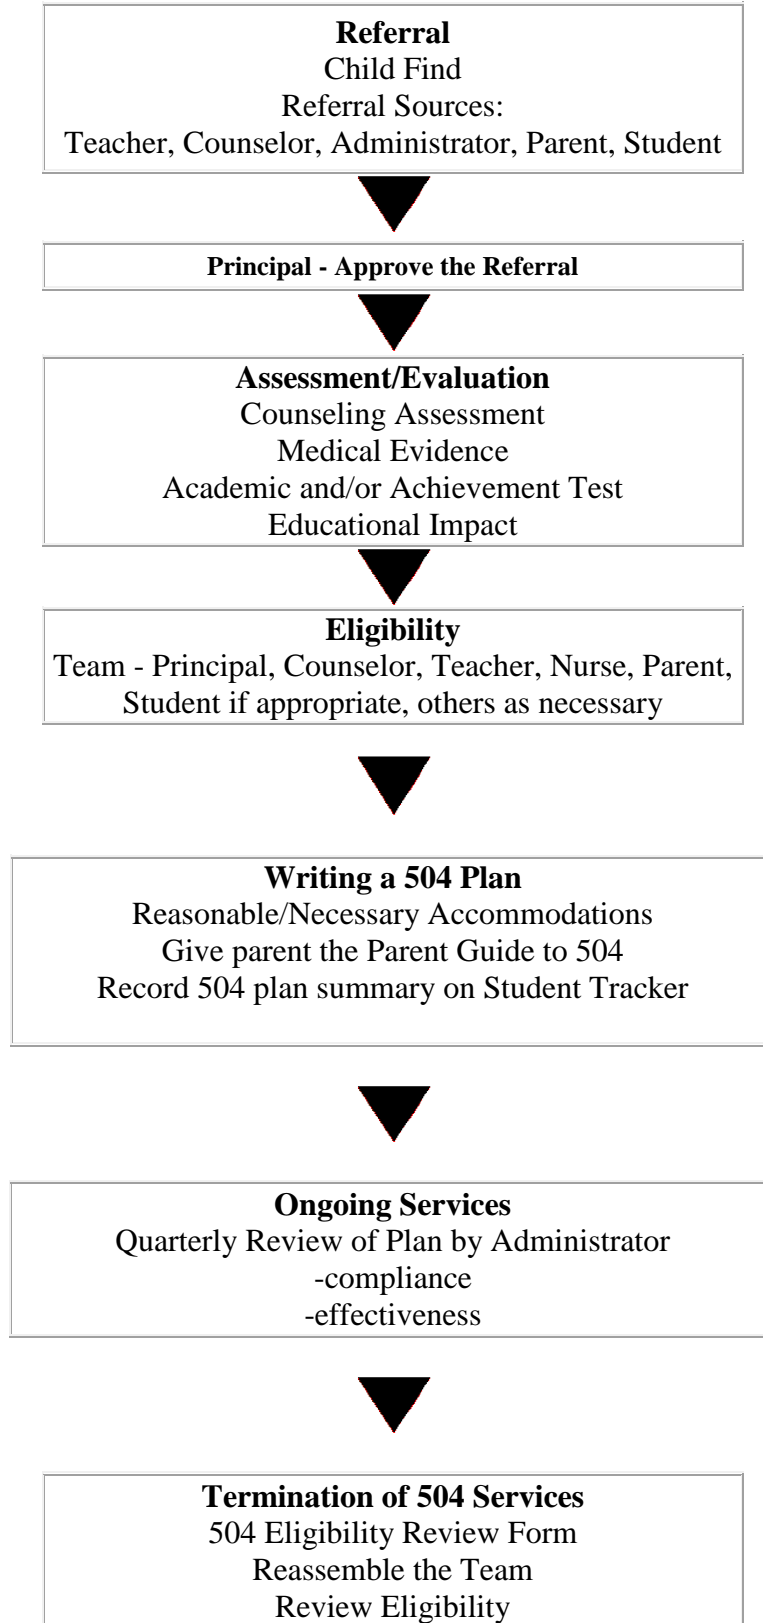 Referral
Child Find
Referral Sources:
Teacher, Counselor, Administrator, Parent, Student
Principal - Approve the Referral
Assessment/Evaluation
Counseling Assessment
Medical Evidence
Academic and/or Achievement Test
Educational Impact
Eligibility
Team - Principal, Counselor, Teacher, Nurse, Parent,
Student if appropriate, others as necessary
Writing a 504 Plan
Reasonable/Necessary Accommodations
Give parent the Parent Guide to 504
Record 504 plan summary on Student Tracker
Ongoing Services
Quarterly Review of Plan by Administrator
-compliance
-effectiveness
Termination of 504 Services
504 Eligibility Review Form
Reassemble the Team
Review Eligibility